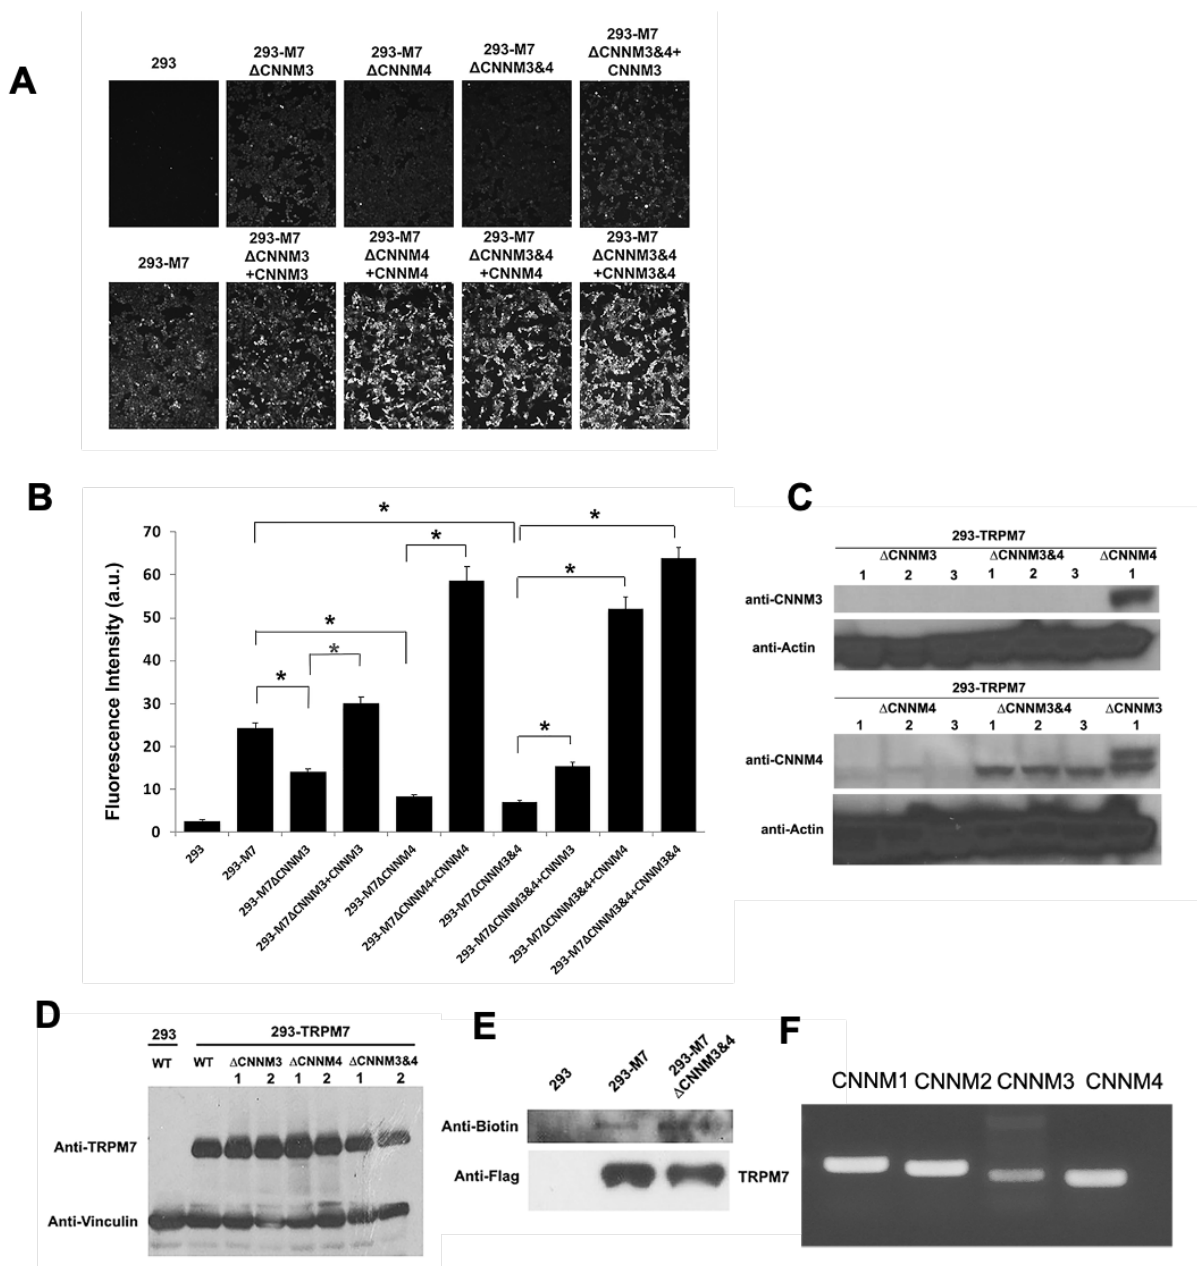 A
293
293-M7
ΔCNNM3
293-M7
ΔCNNM4
293-M7
ΔCNNM3&4
293-M7
ΔCNNM3&4+
CNNM3
293-M7
293-M7
ΔCNNM3
+CNNM3
293-M7
ΔCNNM4
+CNNM4
293-M7
ΔCNNM3&4
+CNNM4
293-M7
ΔCNNM3&4
+CNNM3&4
B
Fluorescence Intensity (a.u.)
70
60
50
40
30
20
10
0
*
*
*
*
*
*
*
*
293
293-M7
293-M7ΔCNNM3
293-M7ΔCNNM3+CNNM3
293-M7ΔCNNM4
293-M7ΔCNNM4+CNNM4
293-M7ΔCNNM3&4
293-M7ΔCNNM3&4+CNNM3
293-M7ΔCNNM3&4+CNNM4
293-M7ΔCNNM3&4+CNNM3&4
C
293-TRPM7
ΔCNNM3 ΔCNNM3&4 ΔCNNM4
1 2 3 1 2 3 1
anti-CNNM3
anti-Actin
293-TRPM7
ΔCNNM4 ΔCNNM3&4 ΔCNNM3
1 2 3 1 2 3 1
anti-CNNM4
anti-Actin
D
293 293-TRPM7
WT WT ΔCNNM3 ΔCNNM4 ΔCNNM3&4
1 2 1 2 1 2
Anti-TRPM7
Anti-Vinculin
E
293
293-M7
293-M7
ΔCNNM3&4
Anti-Biotin
Anti-Flag TRPM7
F
CNNM1 CNNM2 CNNM3 CNNM4